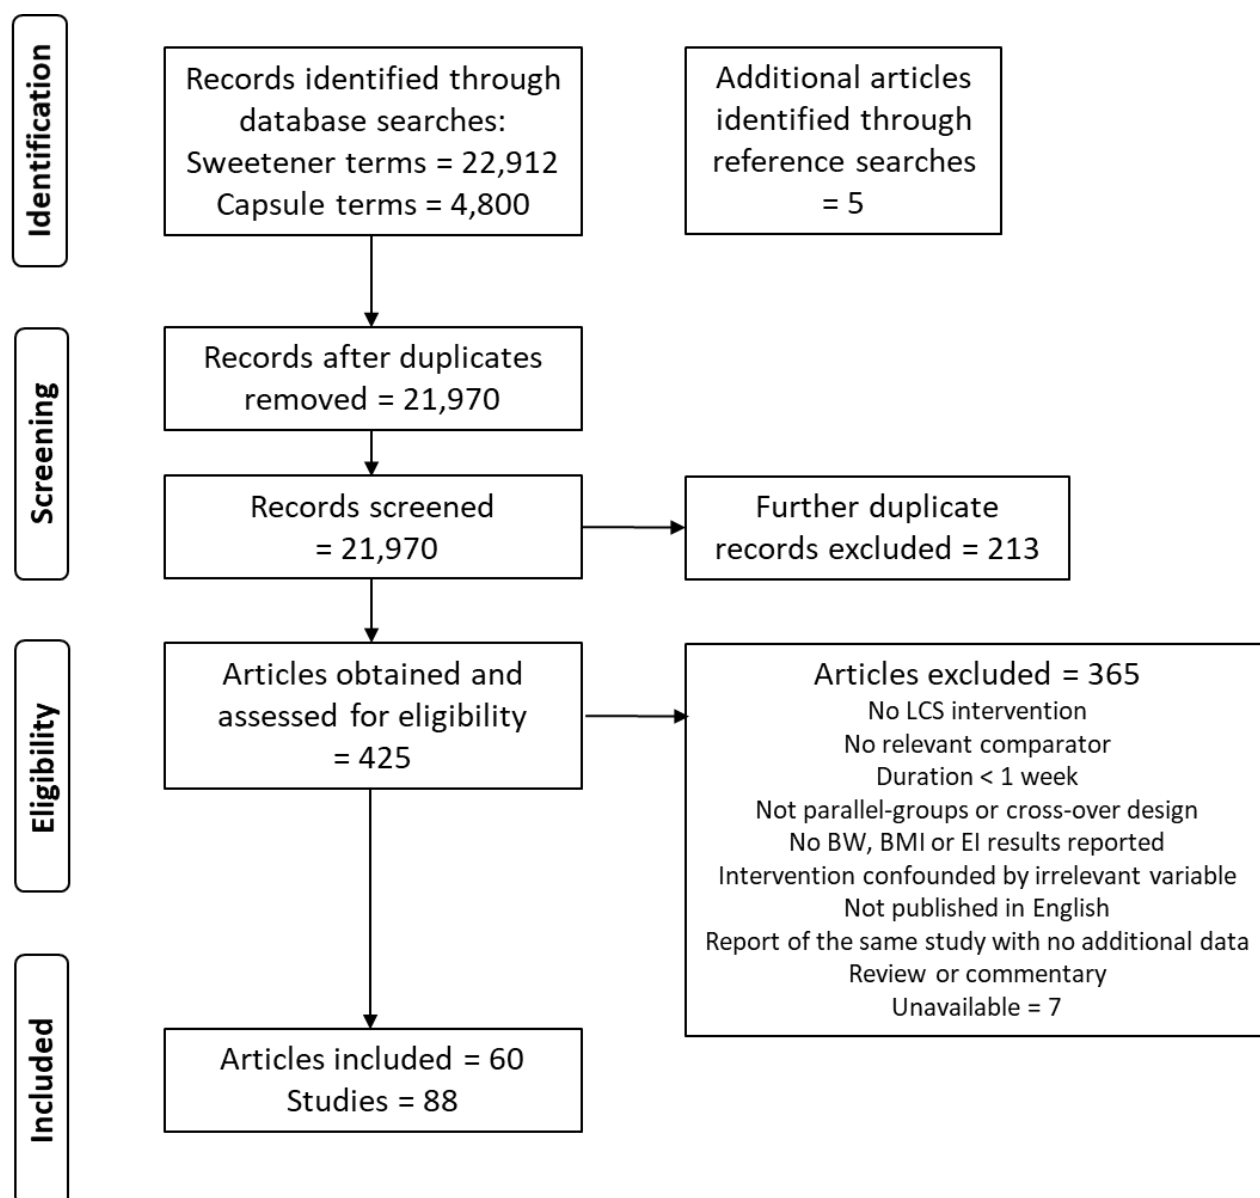 Identification
Records identified through
database searches:
Sweetener terms = 22,912
Capsule terms = 4,800
Additional articles
identified through
reference searches
= 5
Screening
Records after duplicates
removed = 21,970
Records screened
= 21,970
Further duplicate
records excluded = 213
Eligibility
Articles obtained and
assessed for eligibility
= 425
Articles excluded = 365
No LCS intervention
No relevant comparator
Duration < 1 week
Not parallel-groups or cross-over design
No BW, BMI or EI results reported
Intervention confounded by irrelevant variable
Not published in English
Report of the same study with no additional data
Review or commentary
Unavailable = 7
Included
Articles included = 60
Studies = 88